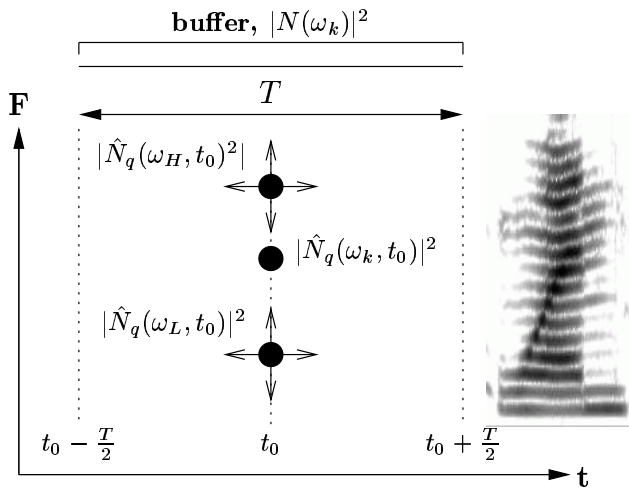 buffer, |N(ω_k)|²
T
F
|N̂_q(ω_H, t_0)²|
|N̂_q(ω_k, t_0)|²
|N̂_q(ω_L, t_0)|²
t_0 − T/2 t_0 t_0 + T/2
t